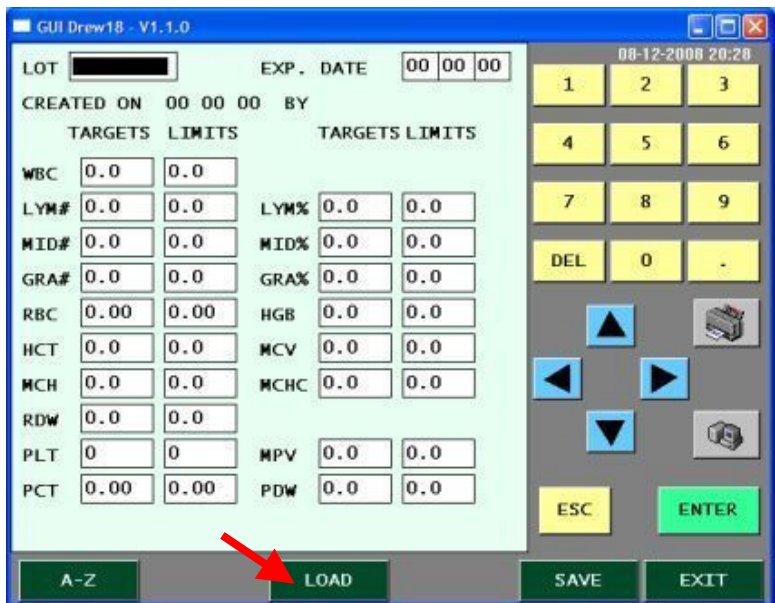 GUI Drew18 - V1.1.0
08-12-2008 20:28
LOT EXP. DATE 00 00 00
CREATED ON 00 00 00 BY
TARGETS LIMITS TARGETS LIMITS
WBC 0.0 0.0
LYM# 0.0 0.0 LYM% 0.0 0.0
MID# 0.0 0.0 MID% 0.0 0.0
GRA# 0.0 0.0 GRA% 0.0 0.0
RBC 0.00 0.00 HGB 0.0 0.0
HCT 0.0 0.0 MCV 0.0 0.0
MCH 0.0 0.0 MCHC 0.0 0.0
RDW 0.0 0.0
PLT 0 0 MPV 0.0 0.0
PCT 0.00 0.00 PDW 0.0 0.0
1 2 3
4 5 6
7 8 9
DEL 0 .
ESC ENTER
A-Z LOAD SAVE EXIT